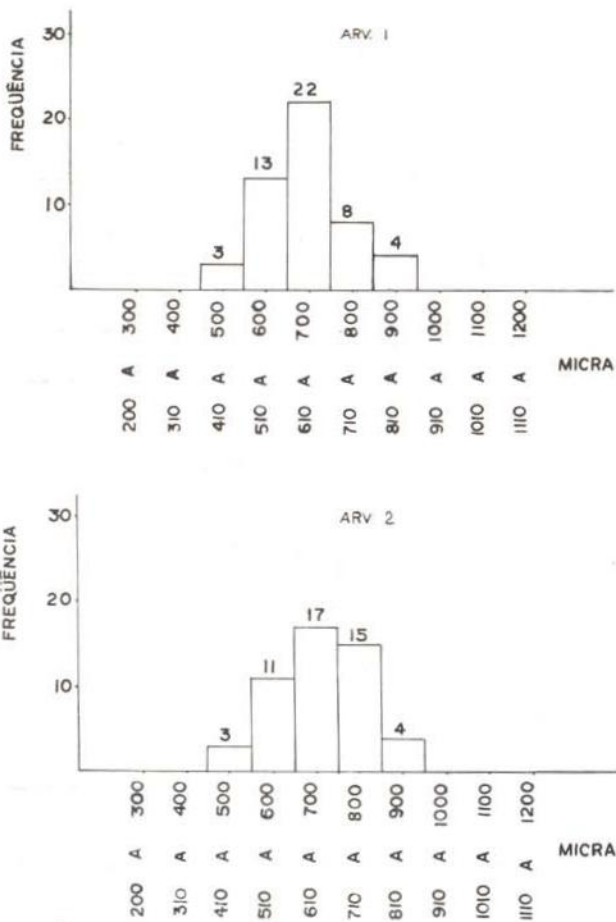 ARV. 1
FREQÜÊNCIA
30
20
10
3
13
22
8
4
200 A 300
310 A 400
410 A 500
510 A 600
610 A 700
710 A 800
810 A 900
910 A 1000
1010 A 1100
1110 A 1200
MICRA
ARV. 2
FREQÜÊNCIA
30
20
10
3
11
17
15
4
200 A 300
310 A 400
410 A 500
510 A 600
610 A 700
710 A 800
810 A 900
910 A 1000
1010 A 1100
1110 A 1200
MICRA